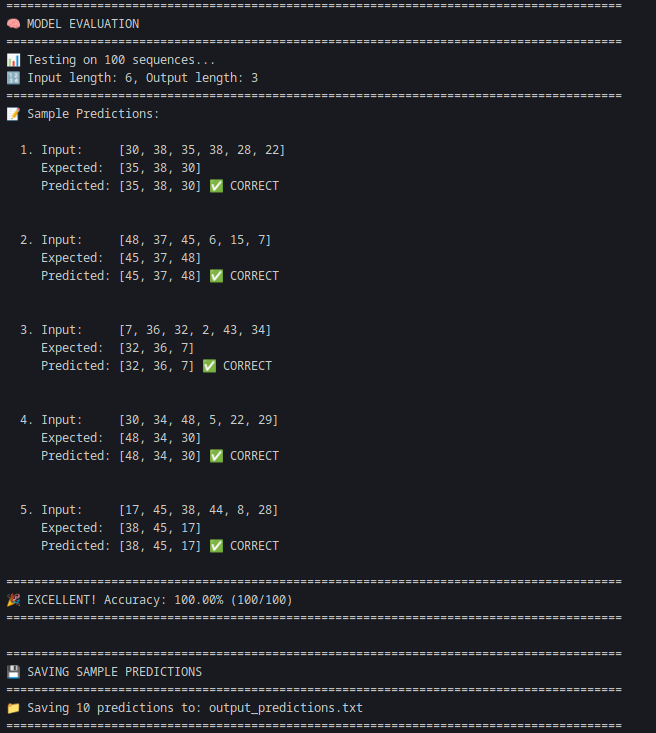 ========================================================================================
🧠 MODEL EVALUATION
========================================================================================
📊 Testing on 100 sequences...
🔢 Input length: 6, Output length: 3
========================================================================================
📝 Sample Predictions:
1. Input: [30, 38, 35, 38, 28, 22]
Expected: [35, 38, 30]
Predicted: [35, 38, 30] ✅ CORRECT
2. Input: [48, 37, 45, 6, 15, 7]
Expected: [45, 37, 48]
Predicted: [45, 37, 48] ✅ CORRECT
3. Input: [7, 36, 32, 2, 43, 34]
Expected: [32, 36, 7]
Predicted: [32, 36, 7] ✅ CORRECT
4. Input: [30, 34, 48, 5, 22, 29]
Expected: [48, 34, 30]
Predicted: [48, 34, 30] ✅ CORRECT
5. Input: [17, 45, 38, 44, 8, 28]
Expected: [38, 45, 17]
Predicted: [38, 45, 17] ✅ CORRECT
========================================================================================
🎉 EXCELLENT! Accuracy: 100.00% (100/100)
========================================================================================
========================================================================================
💾 SAVING SAMPLE PREDICTIONS
========================================================================================
📁 Saving 10 predictions to: output_predictions.txt
========================================================================================